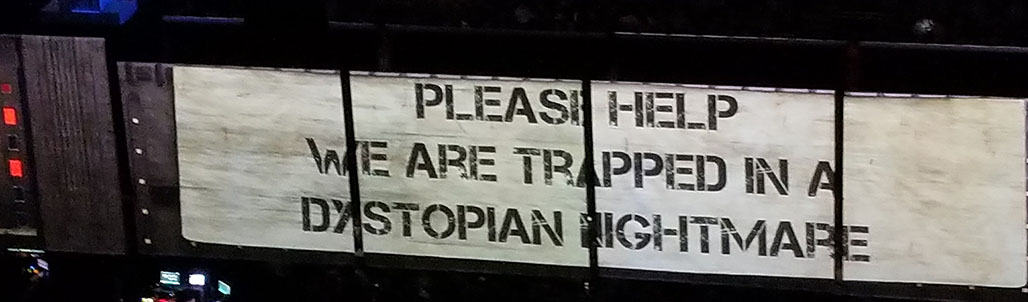 PLEASE HELP
WE ARE TRAPPED IN A
DYSTOPIAN NIGHTMARE